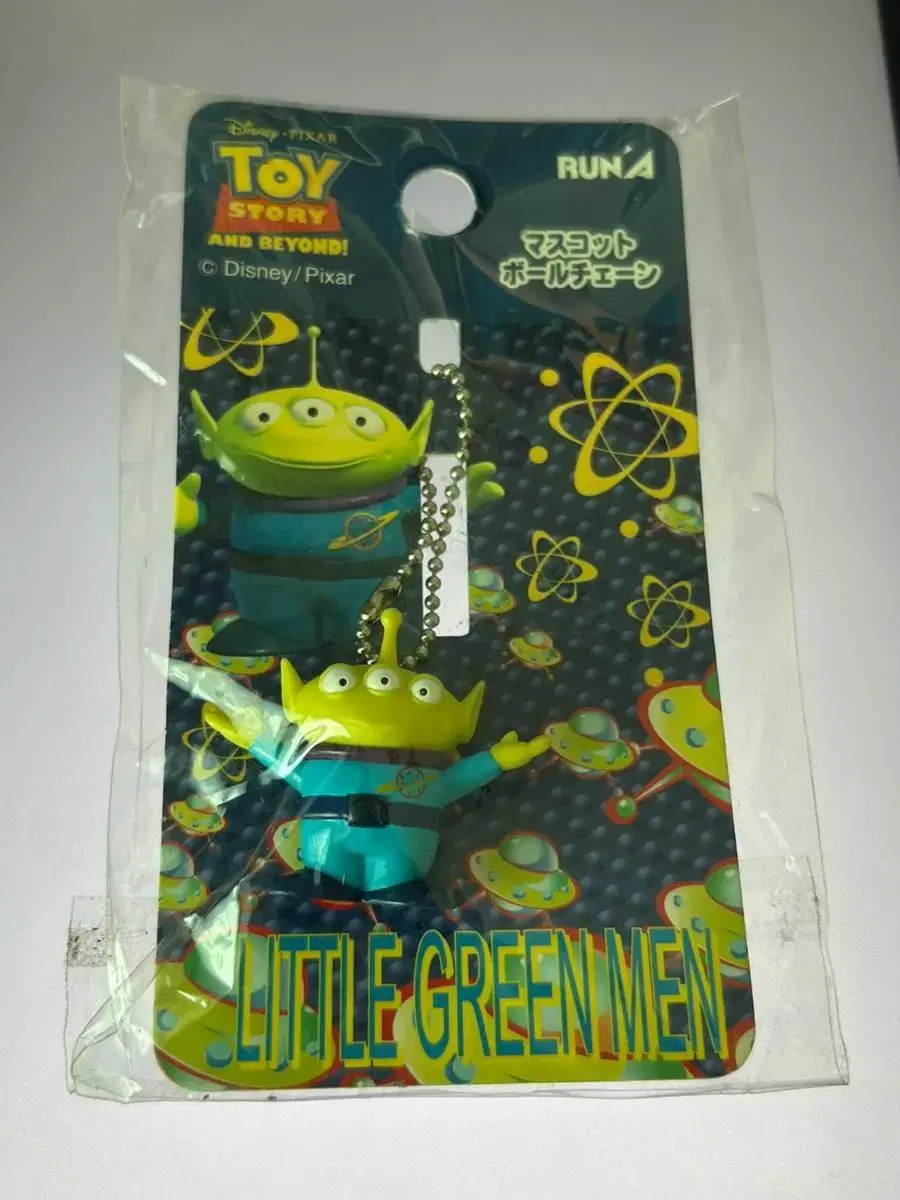 Disney · PIXAR
TOY
STORY
AND BEYOND!
© Disney/Pixar
RUNA
マスコット
ボールチェーン
LITTLE GREEN MEN